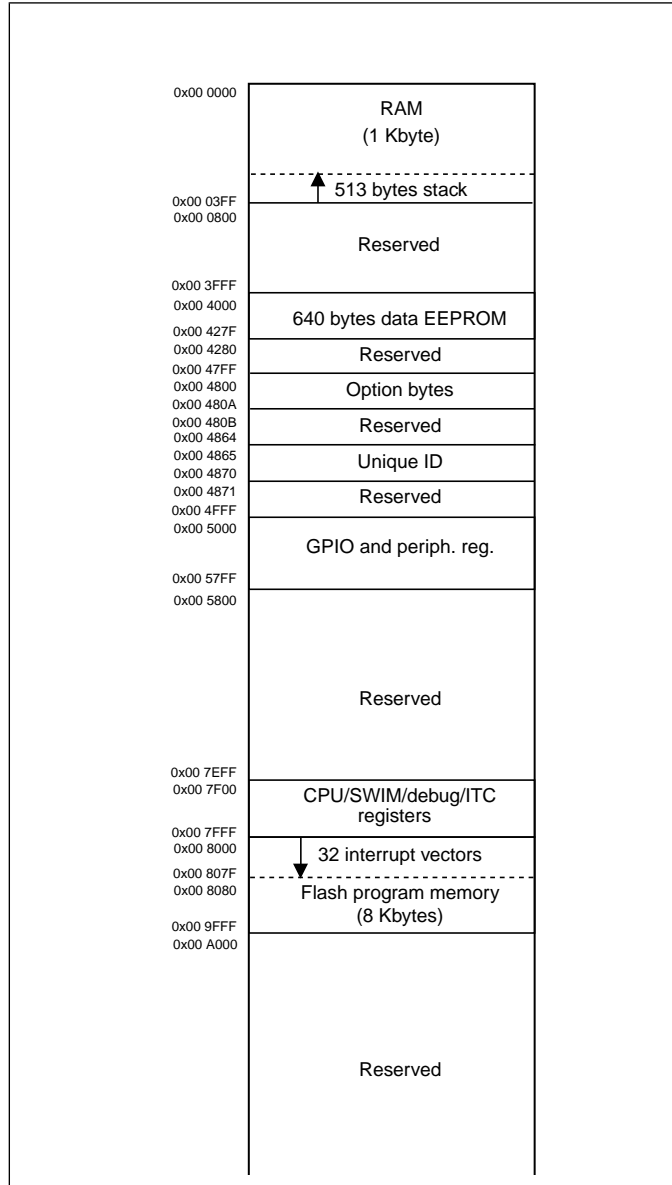 0x00 0000
RAM
(1 Kbyte)
513 bytes stack
0x00 03FF
0x00 0800
Reserved
0x00 3FFF
0x00 4000
640 bytes data EEPROM
0x00 427F
0x00 4280
Reserved
0x00 47FF
0x00 4800
Option bytes
0x00 480A
0x00 480B
Reserved
0x00 4864
0x00 4865
Unique ID
0x00 4870
0x00 4871
Reserved
0x00 4FFF
0x00 5000
GPIO and periph. reg.
0x00 57FF
0x00 5800
Reserved
0x00 7EFF
0x00 7F00
CPU/SWIM/debug/ITC
registers
0x00 7FFF
0x00 8000
32 interrupt vectors
0x00 807F
0x00 8080
Flash program memory
(8 Kbytes)
0x00 9FFF
0x00 A000
Reserved